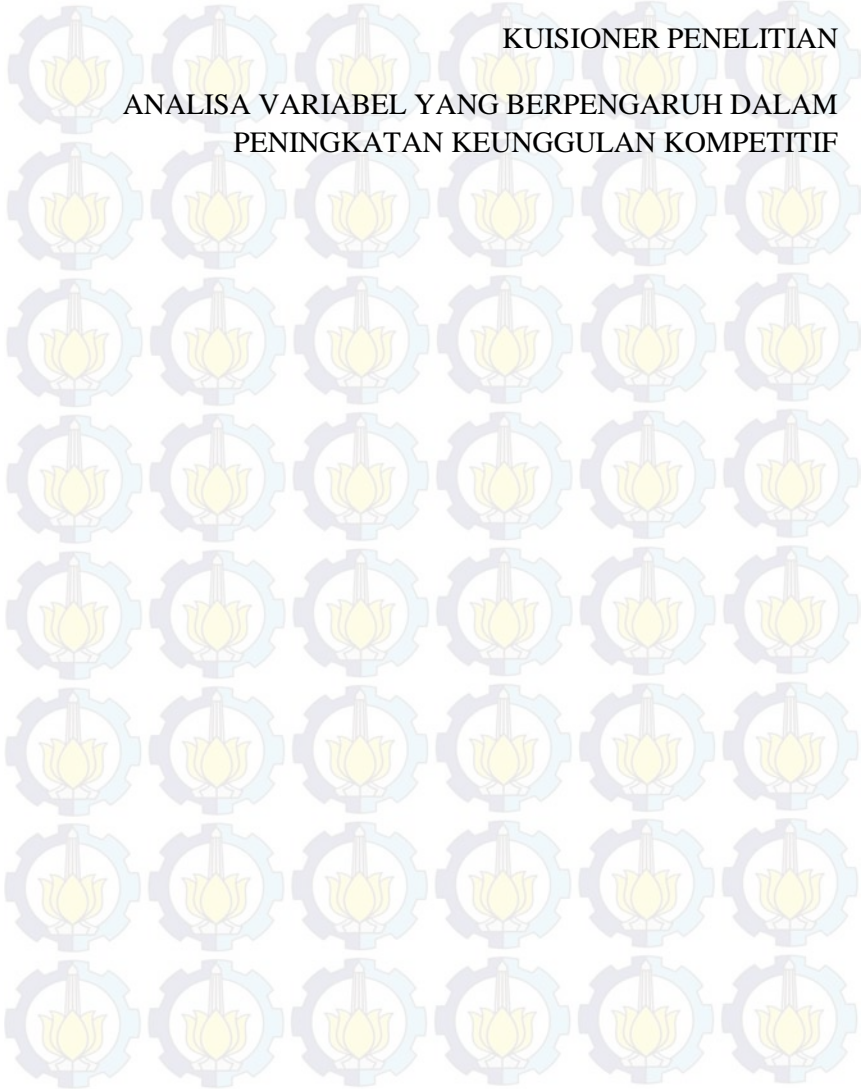 KUISIONER PENELITIAN
ANALISA VARIABEL YANG BERPENGARUH DALAM
PENINGKATAN KEUNGGULAN KOMPETITIF